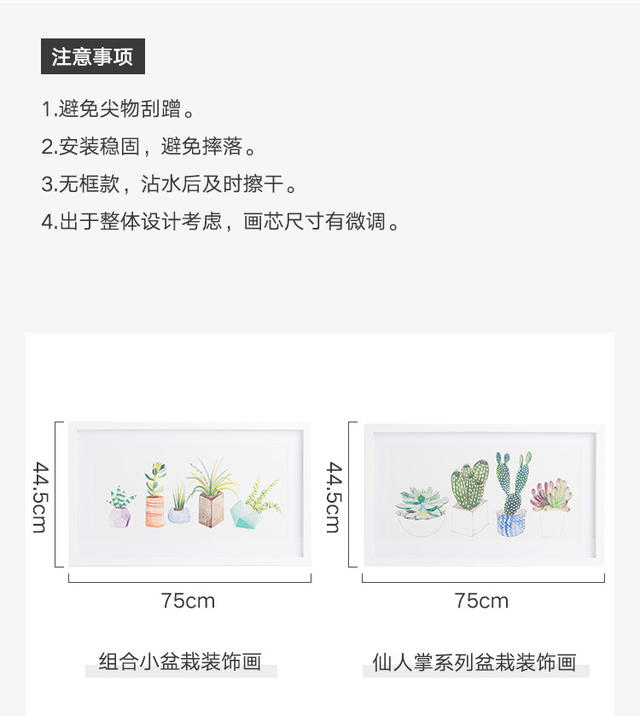 注意事项
1.避免尖物刮蹭。
2.安装稳固，避免摔落。
3.无框款，沾水后及时擦干。
4.出于整体设计考虑，画芯尺寸有微调。
44.5cm
75cm
组合小盆栽装饰画
44.5cm
75cm
仙人掌系列盆栽装饰画